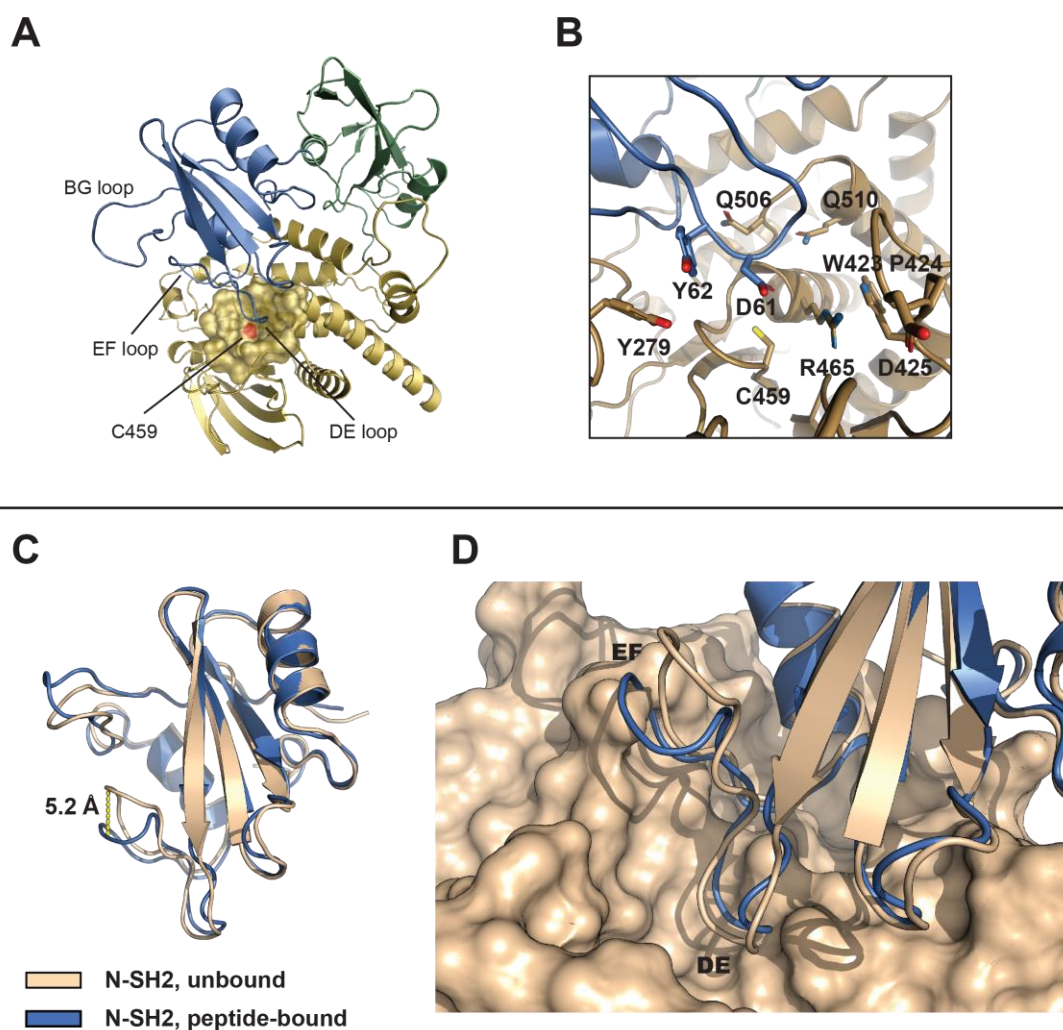 A
BG loop
EF loop
C459
DE loop
B
Q506
Q510
W423
P424
Y62
D61
Y279
R465
D425
C459
C
5.2 Å
N-SH2, unbound
N-SH2, peptide-bound
D
EF
DE